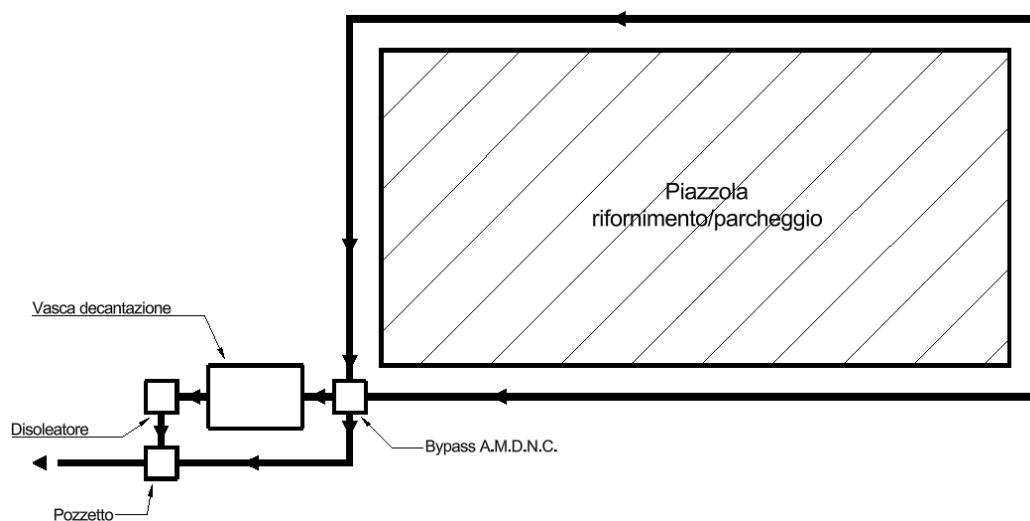 Piazzola
rifornimento/parcheggio
Vasca decantazione
Disoleatore
Bypass A.M.D.N.C.
Pozzetto